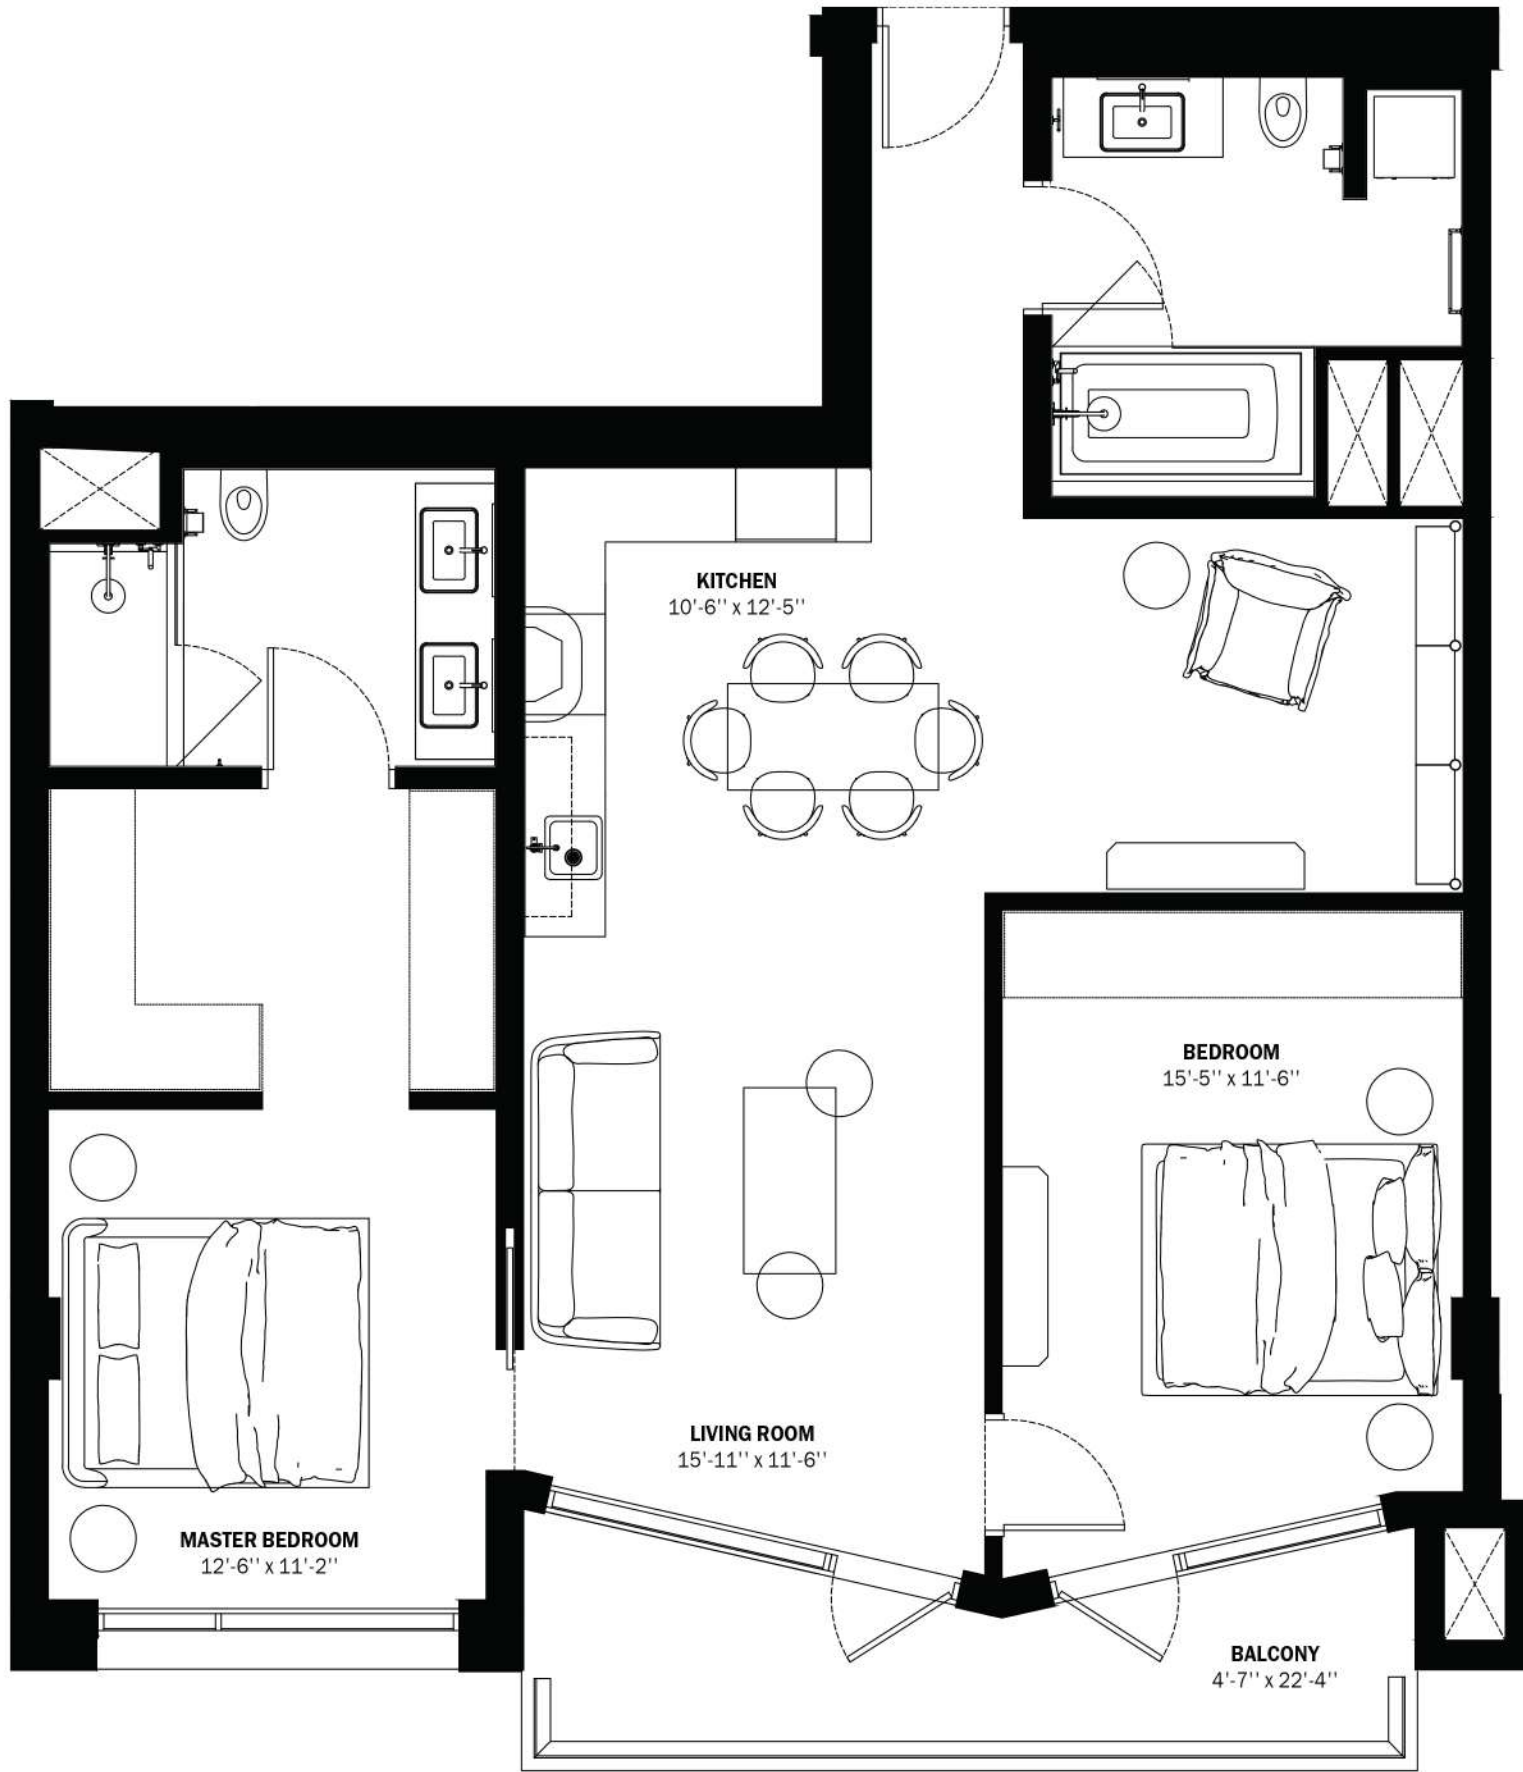 KITCHEN
10'-6'' x 12'-5''
BEDROOM
15'-5'' x 11'-6''
LIVING ROOM
15'-11'' x 11'-6''
MASTER BEDROOM
12'-6'' x 11'-2''
BALCONY
4'-7'' x 22'-4''